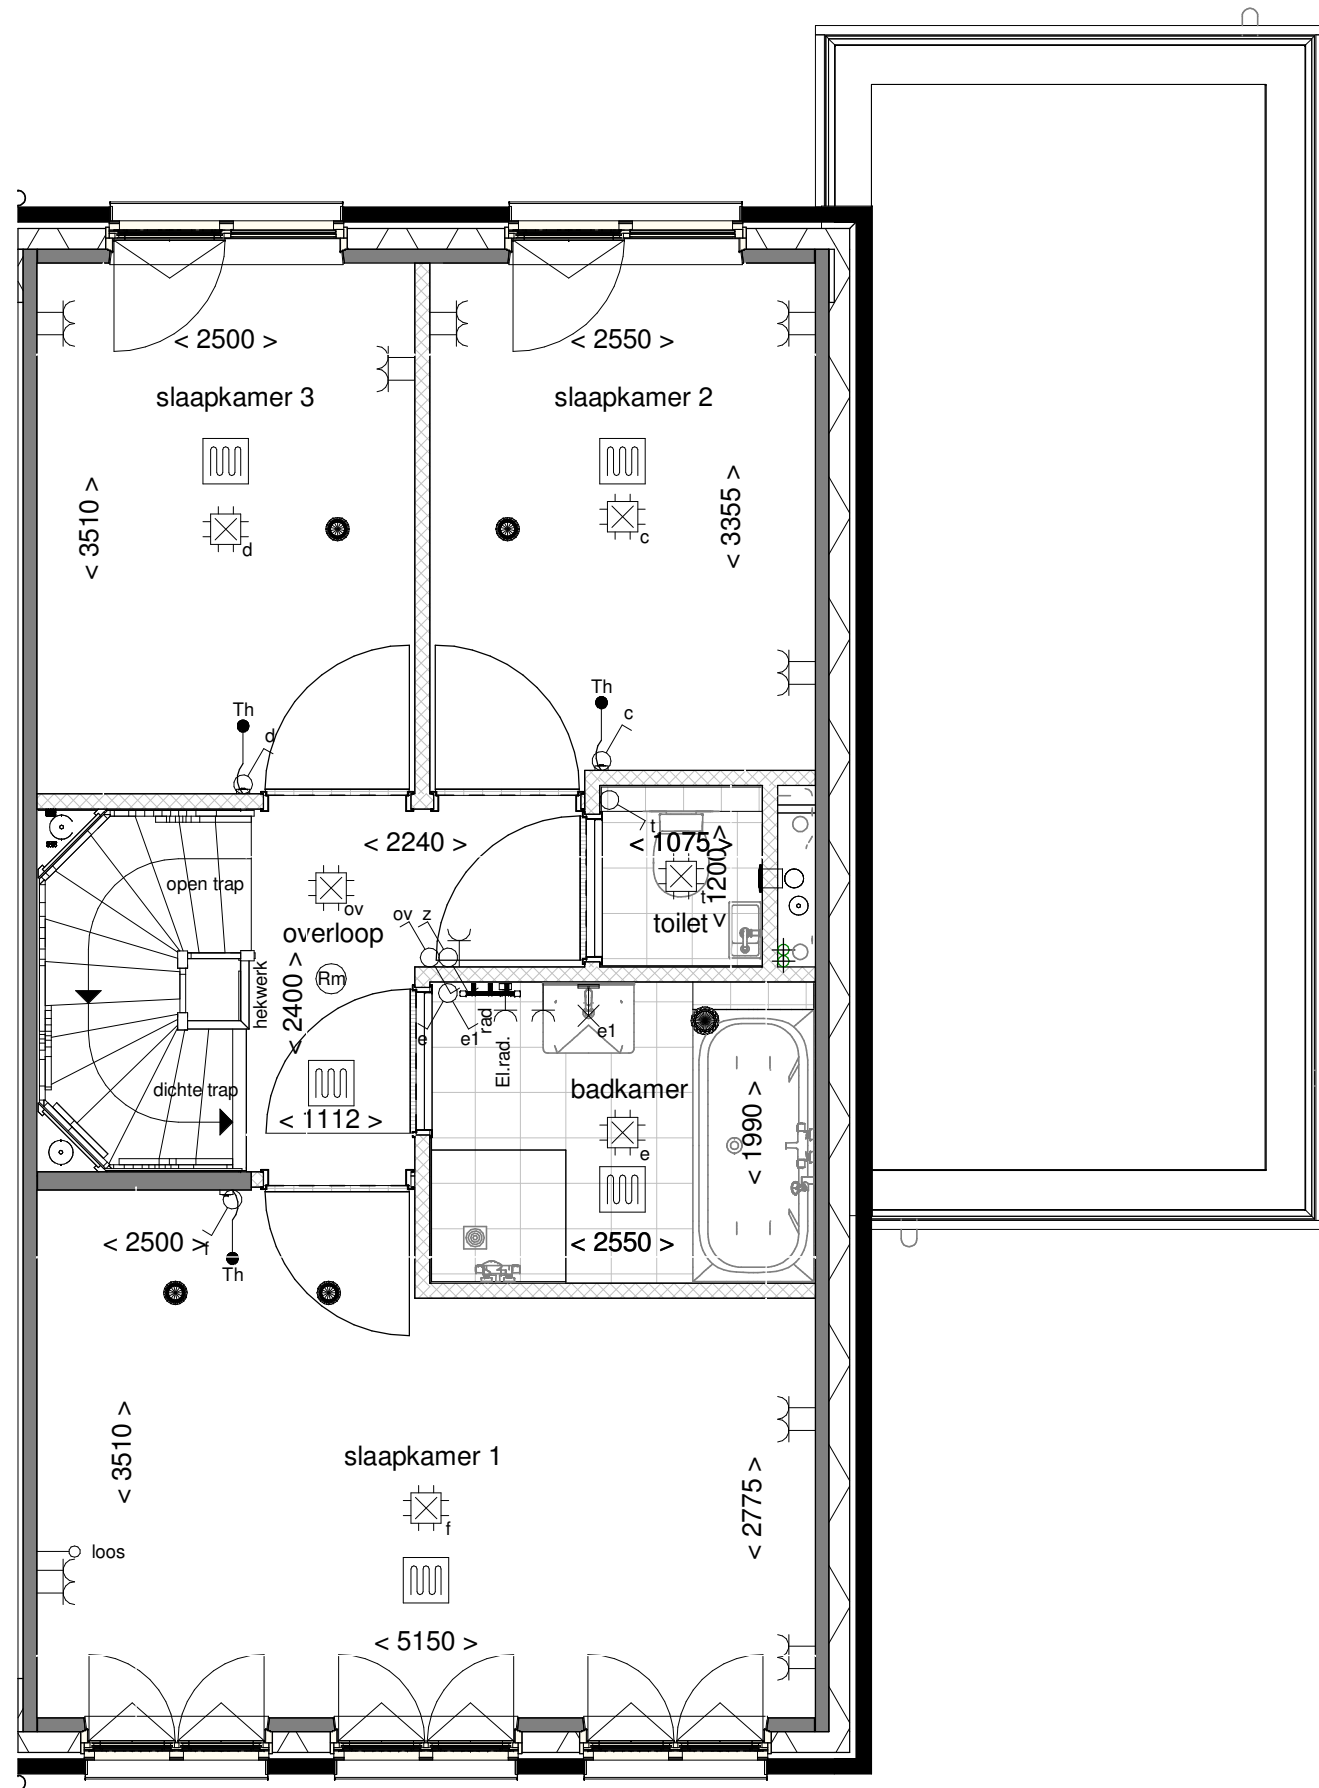 < 2500 >
< 2550 >
slaapkamer 3
slaapkamer 2
< 3510 >
< 3355 >
d
c
Th
d
Th
c
< 2240 >
t
< 1075 >
< 1200 >
t
toilet
open trap
ov
overloop
ov z
Rm
hekwerk
< 2400 >
e
e1
rad
El.rad.
e1
dichte trap
badkamer
< 1112 >
< 1990 >
e
< 2500 >
f
Th
< 2550 >
< 3510 >
slaapkamer 1
< 2775 >
f
loos
< 5150 >